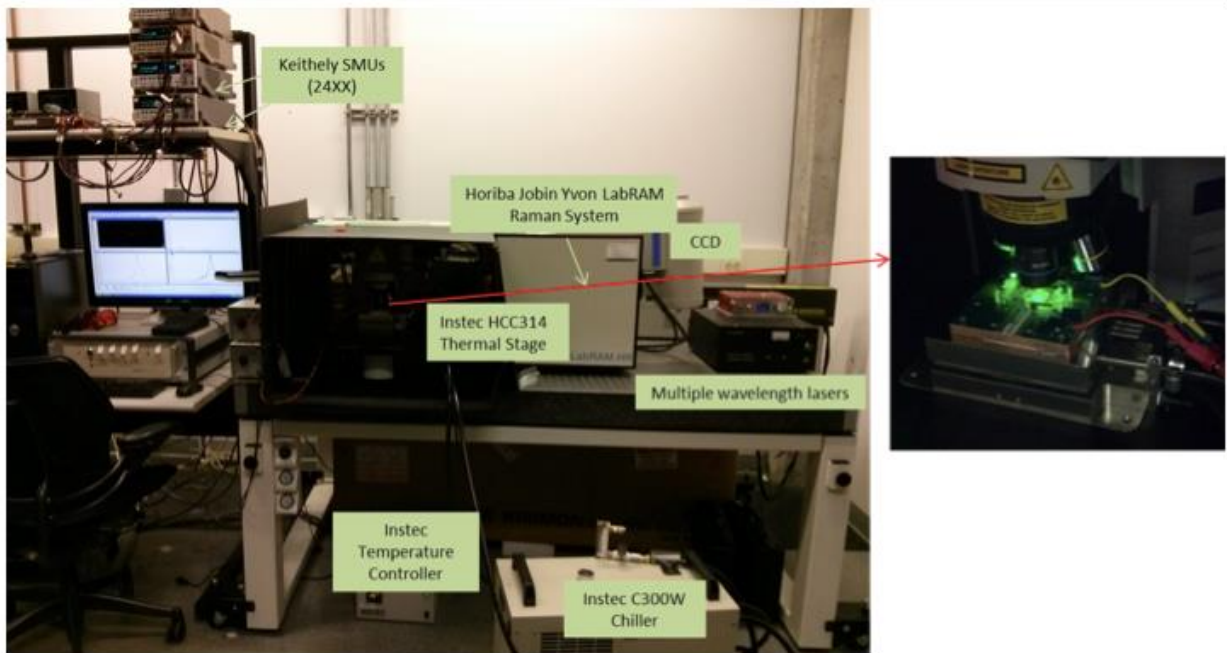 Keithely SMUs
(24XX)
Horiba Jobin Yvon LabRAM
Raman System
CCD
Instec HCC314
Thermal Stage
LabRAM
Multiple wavelength lasers
Instec
Temperature
Controller
Instec C300W
Chiller